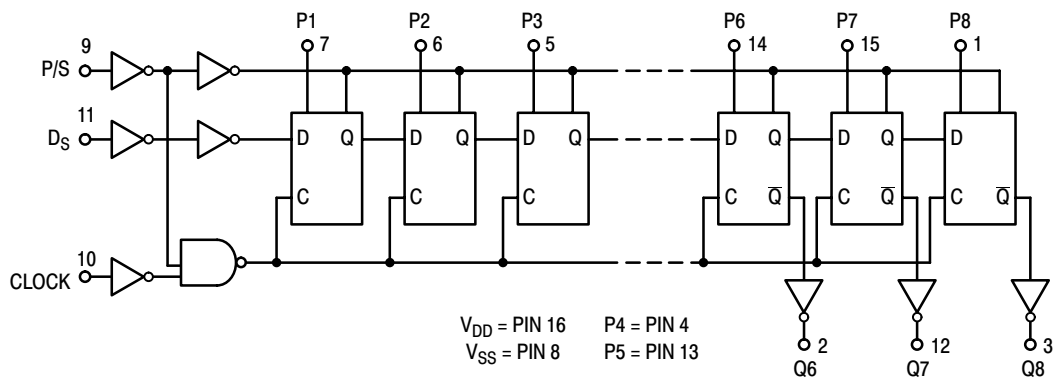 P1 P2 P3 P6 P7 P8
9 7 6 5 14 15 1
P/S
11
D_S D Q D Q D Q D Q D Q D
C C C C Q̅ C Q̅ C Q̅
10
CLOCK
V_DD = PIN 16 P4 = PIN 4
V_SS = PIN 8 P5 = PIN 13
2 12 3
Q6 Q7 Q8